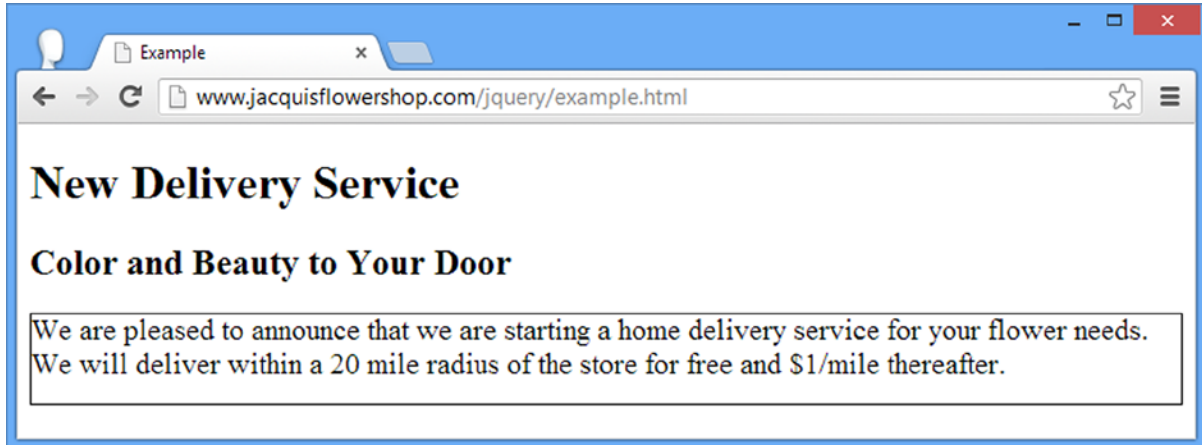 Example
www.jacquisflowershop.com/jquery/example.html
New Delivery Service
Color and Beauty to Your Door
We are pleased to announce that we are starting a home delivery service for your flower needs.
We will deliver within a 20 mile radius of the store for free and $1/mile thereafter.